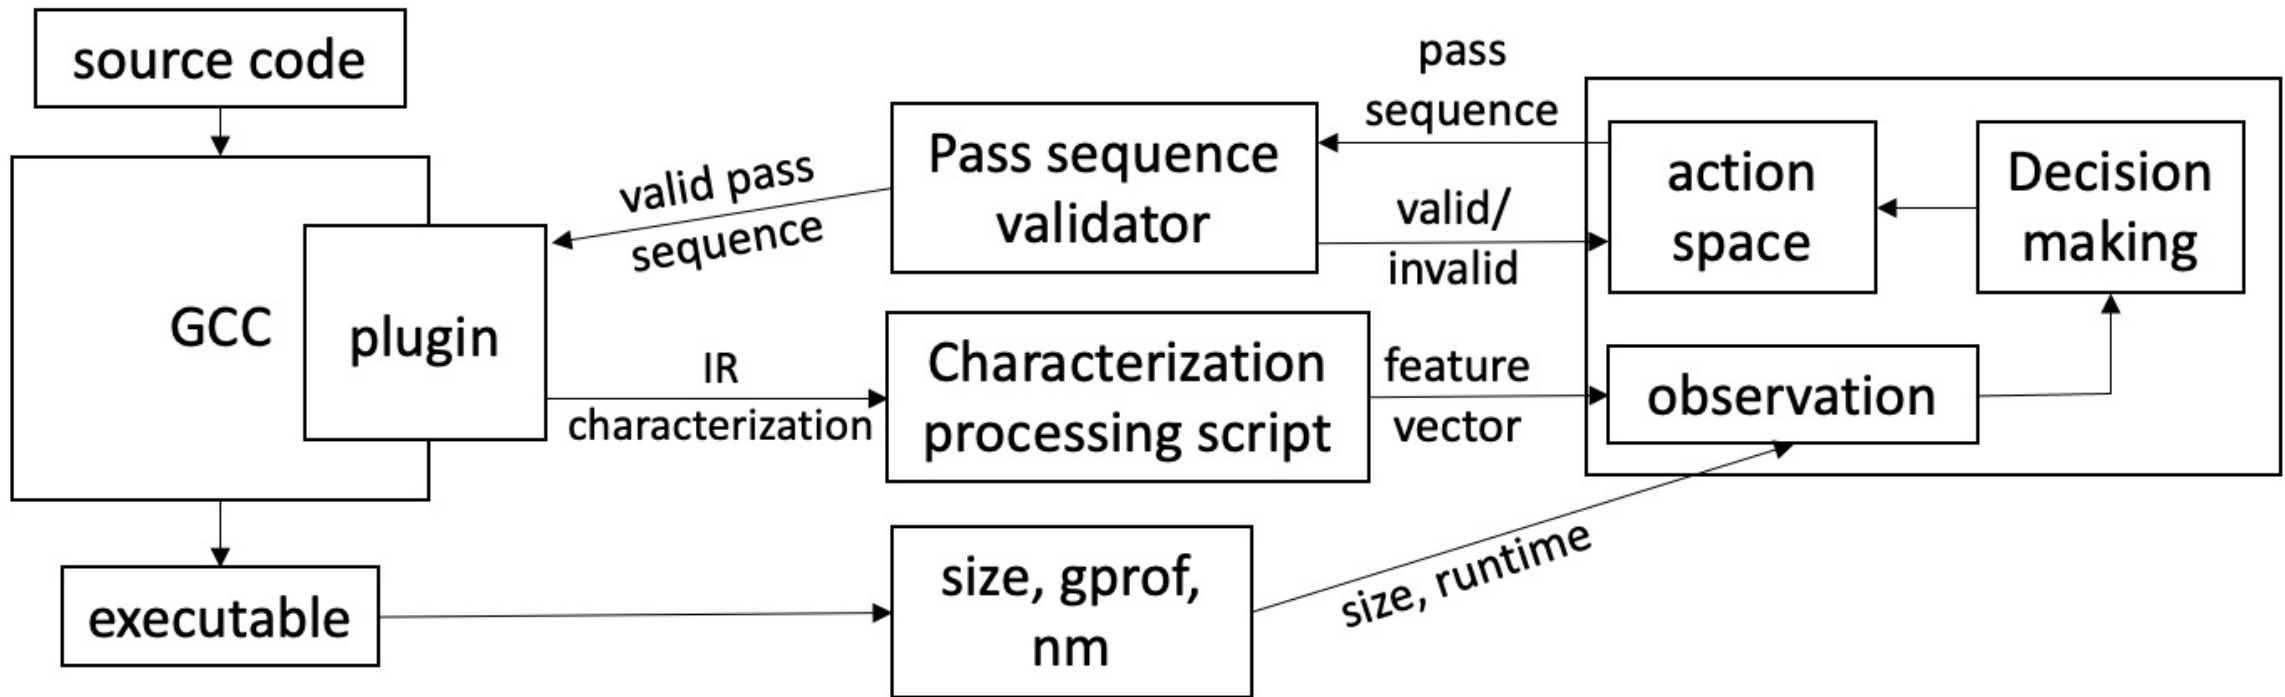 source code
pass
sequence
Pass sequence
validator
action
space
Decision
making
valid pass
sequence
valid/
invalid
GCC
plugin
IR
characterization
Characterization
processing script
feature
vector
observation
executable
size, gprof,
nm
size, runtime